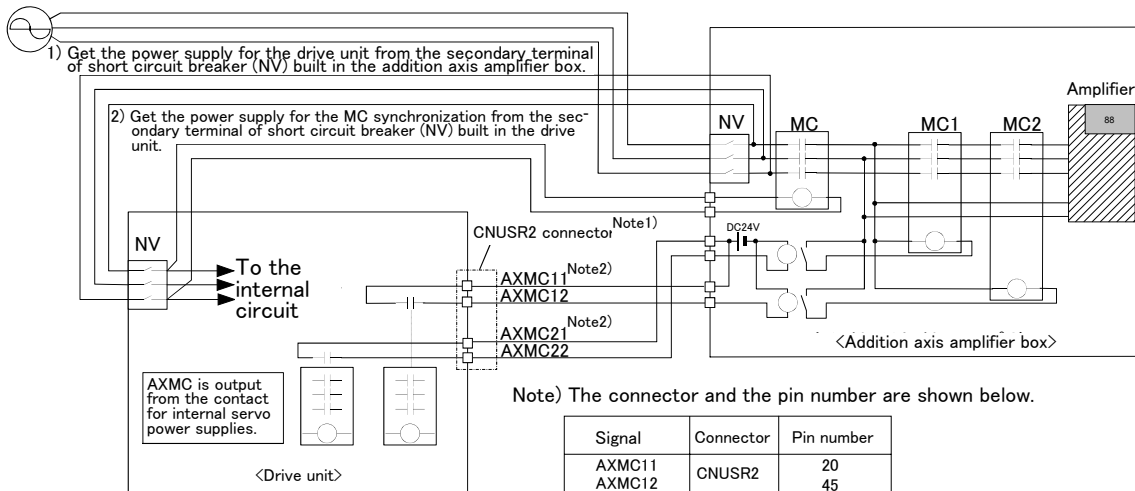 1) Get the power supply for the drive unit from the secondary terminal
of short circuit breaker (NV) built in the addition axis amplifier box.
2) Get the power supply for the MC synchronization from the sec-
ondary terminal of short circuit breaker (NV) built in the drive
unit.
Amplifier
88
NV
MC
MC1
MC2
DC24V
NV
To the
internal
circuit
CNUSR2 connector
Note1)
AXMC11
Note2)
AXMC12
AXMC21
Note2)
AXMC22
<Addition axis amplifier box>
AXMC is output
from the contact
for internal servo
power supplies.
<Drive unit>
Note) The connector and the pin number are shown below.
Signal Connector Pin number
AXMC11 CNUSR2 20
AXMC12 45